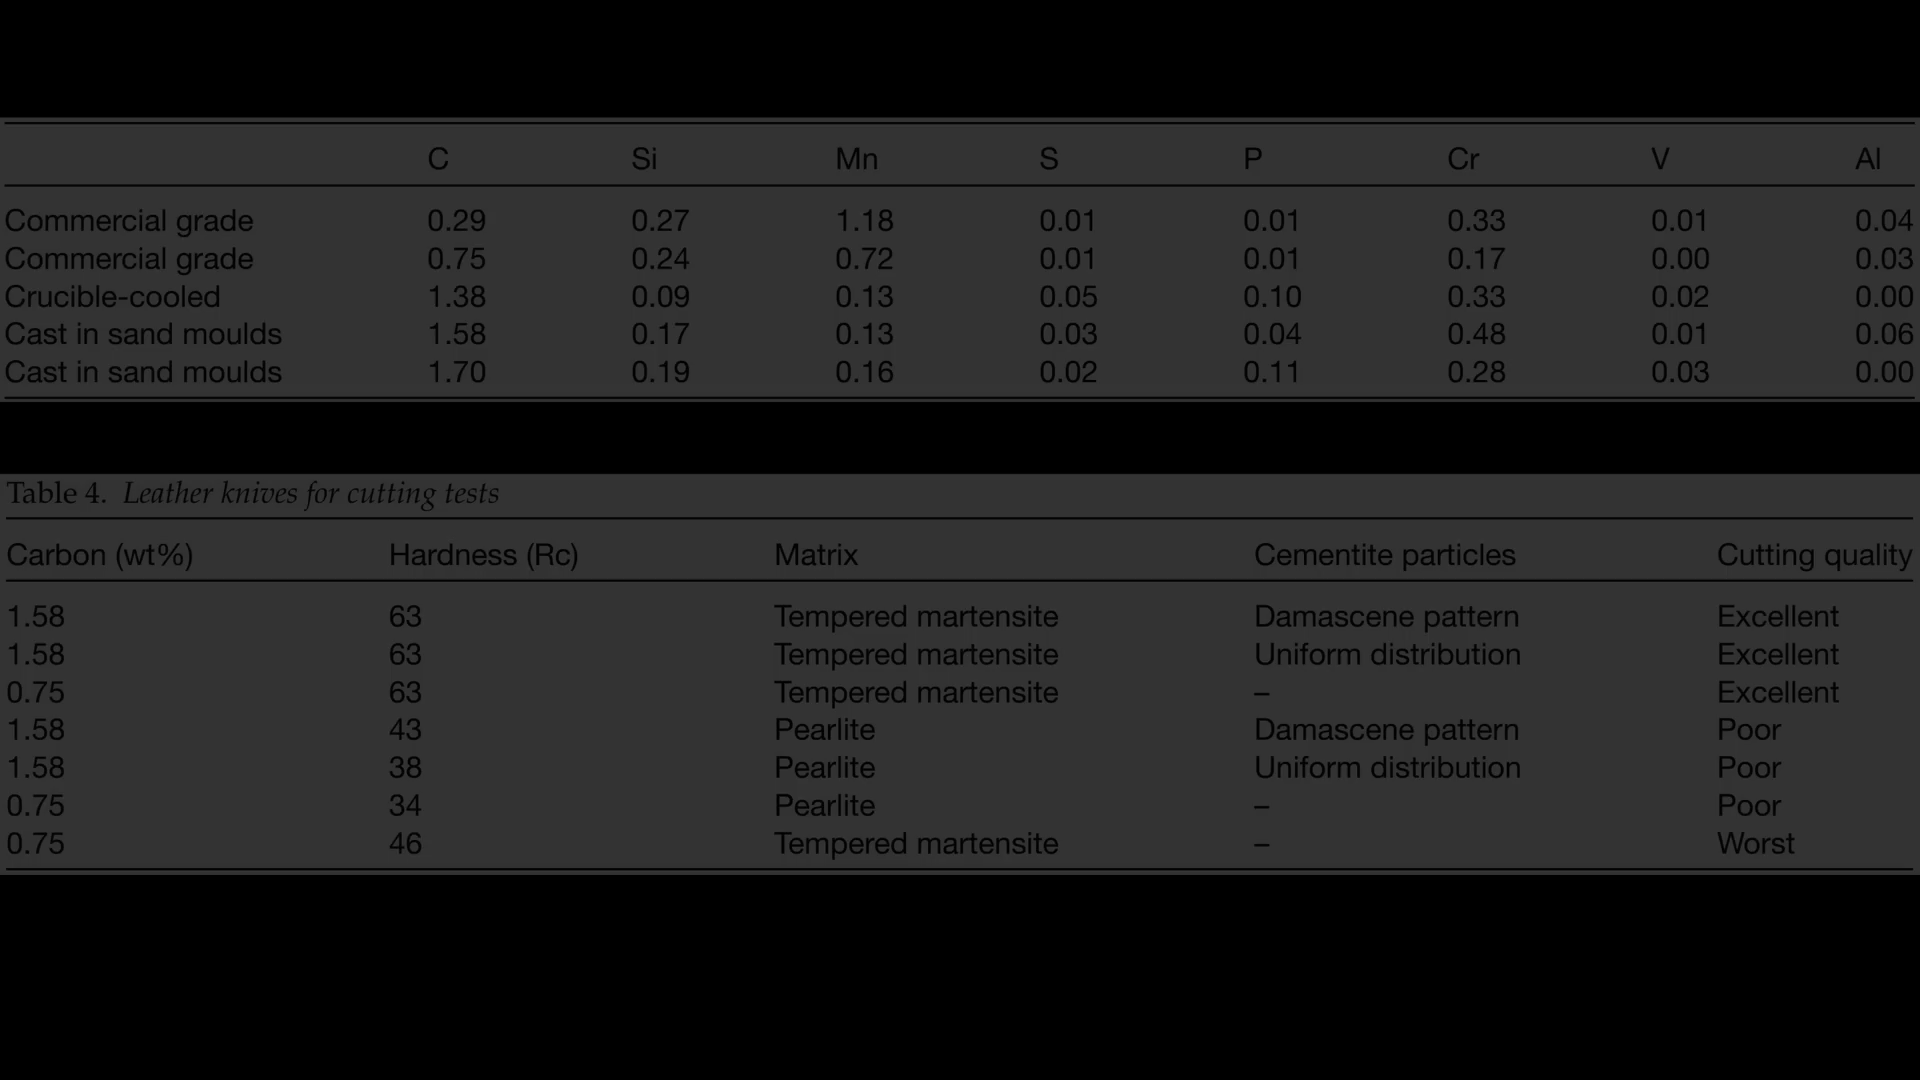 C Si Mn S P Cr V Al
Commercial grade 0.29 0.27 1.18 0.01 0.01 0.33 0.01 0.04
Commercial grade 0.75 0.24 0.72 0.01 0.01 0.17 0.00 0.03
Crucible-cooled 1.38 0.09 0.13 0.05 0.10 0.33 0.02 0.00
Cast in sand moulds 1.58 0.17 0.13 0.03 0.04 0.48 0.01 0.06
Cast in sand moulds 1.70 0.19 0.16 0.02 0.11 0.28 0.03 0.00
Table 4. Leather knives for cutting tests
Carbon (wt%) Hardness (Rc) Matrix Cementite particles Cutting quality
1.58 63 Tempered martensite Damascene pattern Excellent
1.58 63 Tempered martensite Uniform distribution Excellent
0.75 63 Tempered martensite – Excellent
1.58 43 Pearlite Damascene pattern Poor
1.58 38 Pearlite Uniform distribution Poor
0.75 34 Pearlite – Poor
0.75 46 Tempered martensite – Worst